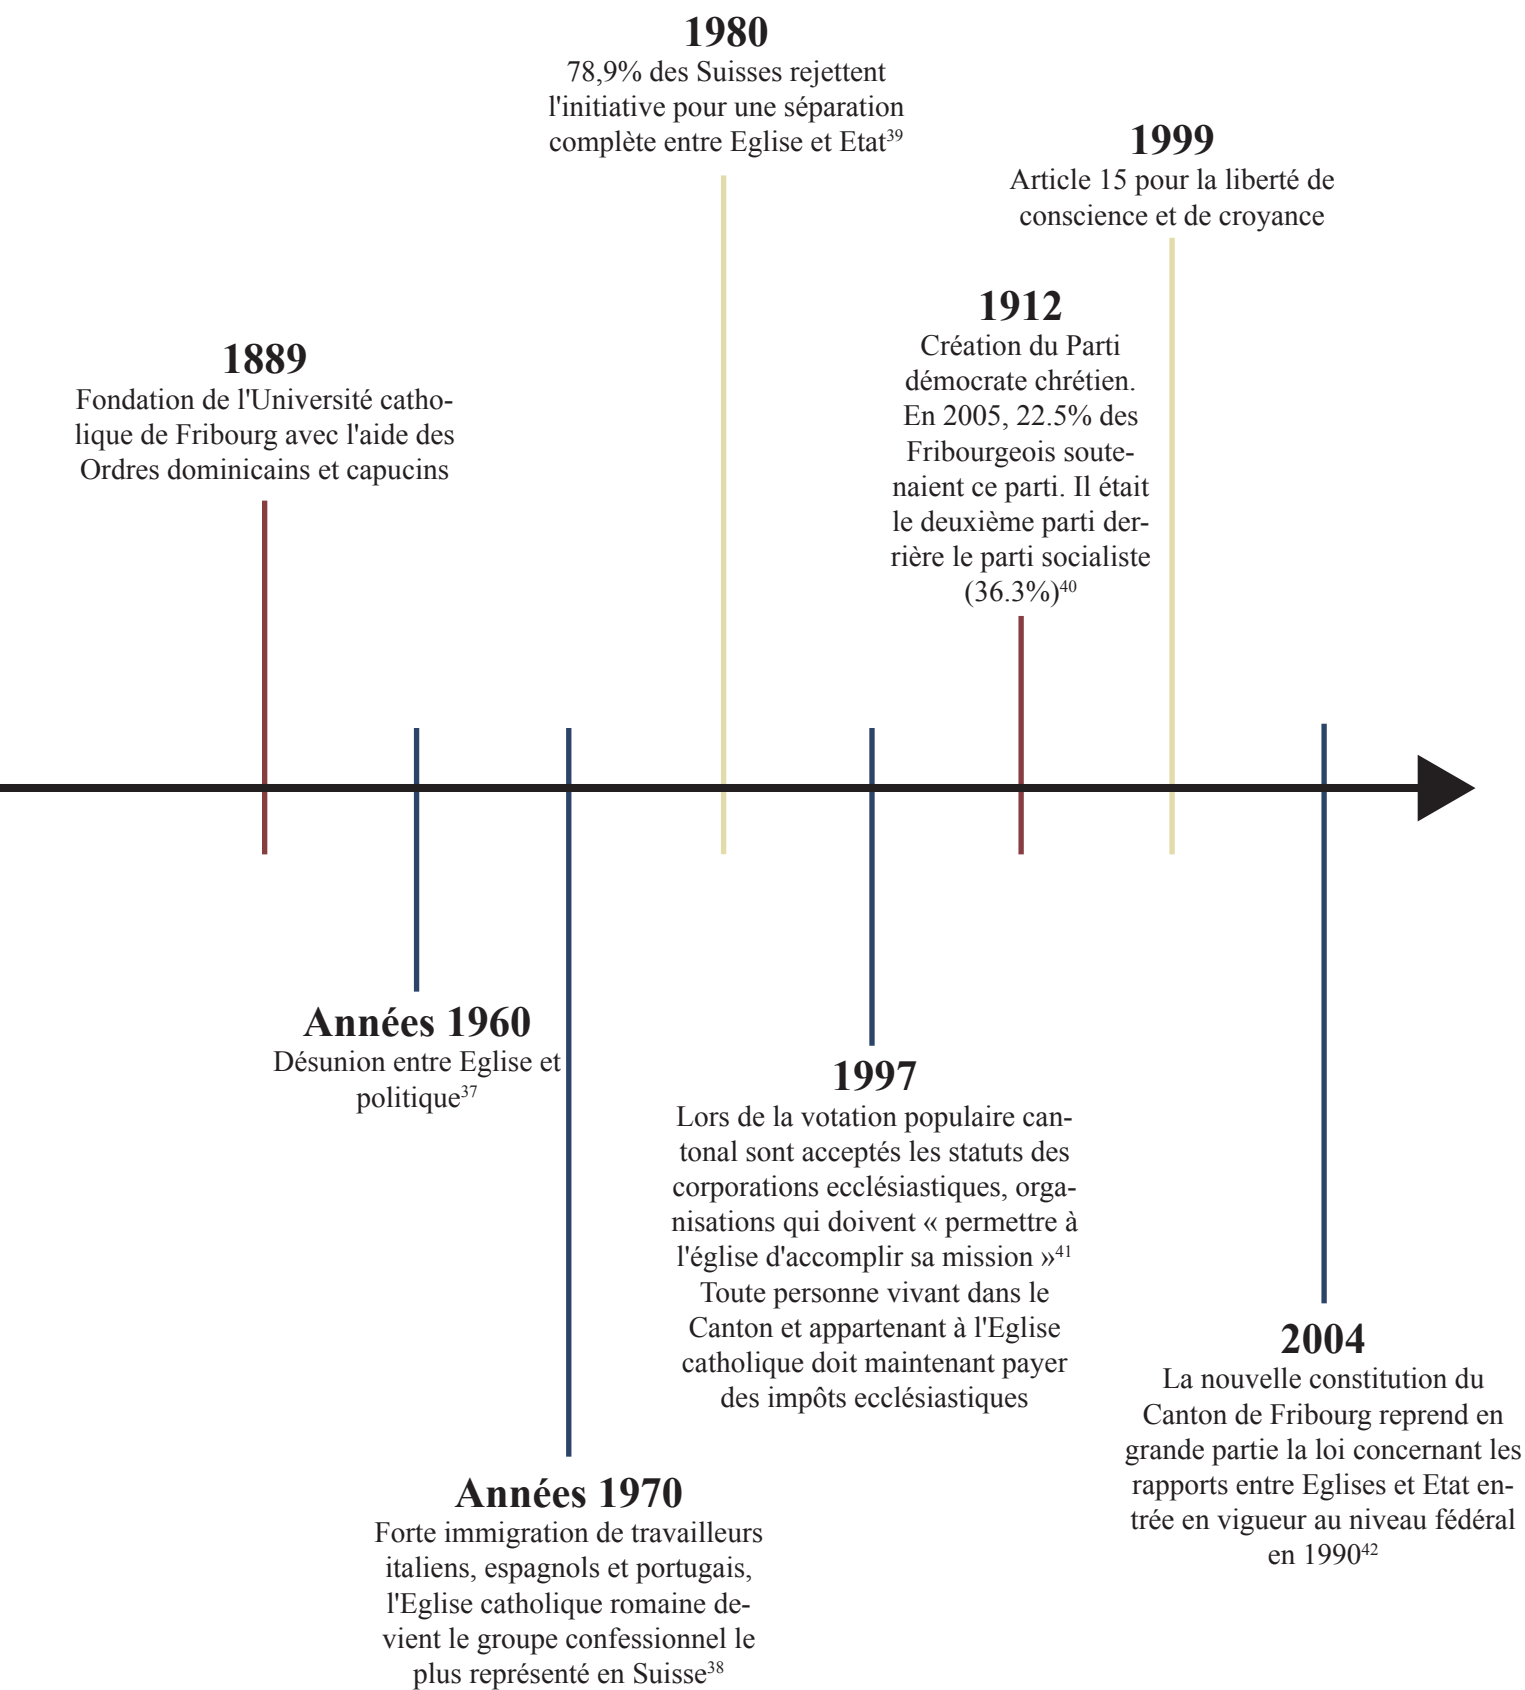 1980
78,9% des Suisses rejettent
l'initiative pour une séparation
complète entre Eglise et Etat39
1999
Article 15 pour la liberté de
conscience et de croyance
1912
Création du Parti
démocrate chrétien.
En 2005, 22.5% des
Fribourgeois soute-
naient ce parti. Il était
le deuxième parti der-
rière le parti socialiste
(36.3%)40
1889
Fondation de l'Université catho-
lique de Fribourg avec l'aide des
Ordres dominicains et capucins
Années 1960
Désunion entre Eglise et
politique37
1997
Lors de la votation populaire can-
tonal sont acceptés les statuts des
corporations ecclésiastiques, orga-
nisations qui doivent « permettre à
l'église d'accomplir sa mission »41
Toute personne vivant dans le
Canton et appartenant à l'Eglise
catholique doit maintenant payer
des impôts ecclésiastiques
2004
La nouvelle constitution du
Canton de Fribourg reprend en
grande partie la loi concernant les
rapports entre Eglises et Etat en-
trée en vigueur au niveau fédéral
en 199042
Années 1970
Forte immigration de travailleurs
italiens, espagnols et portugais,
l'Eglise catholique romaine de-
vient le groupe confessionnel le
plus représenté en Suisse38